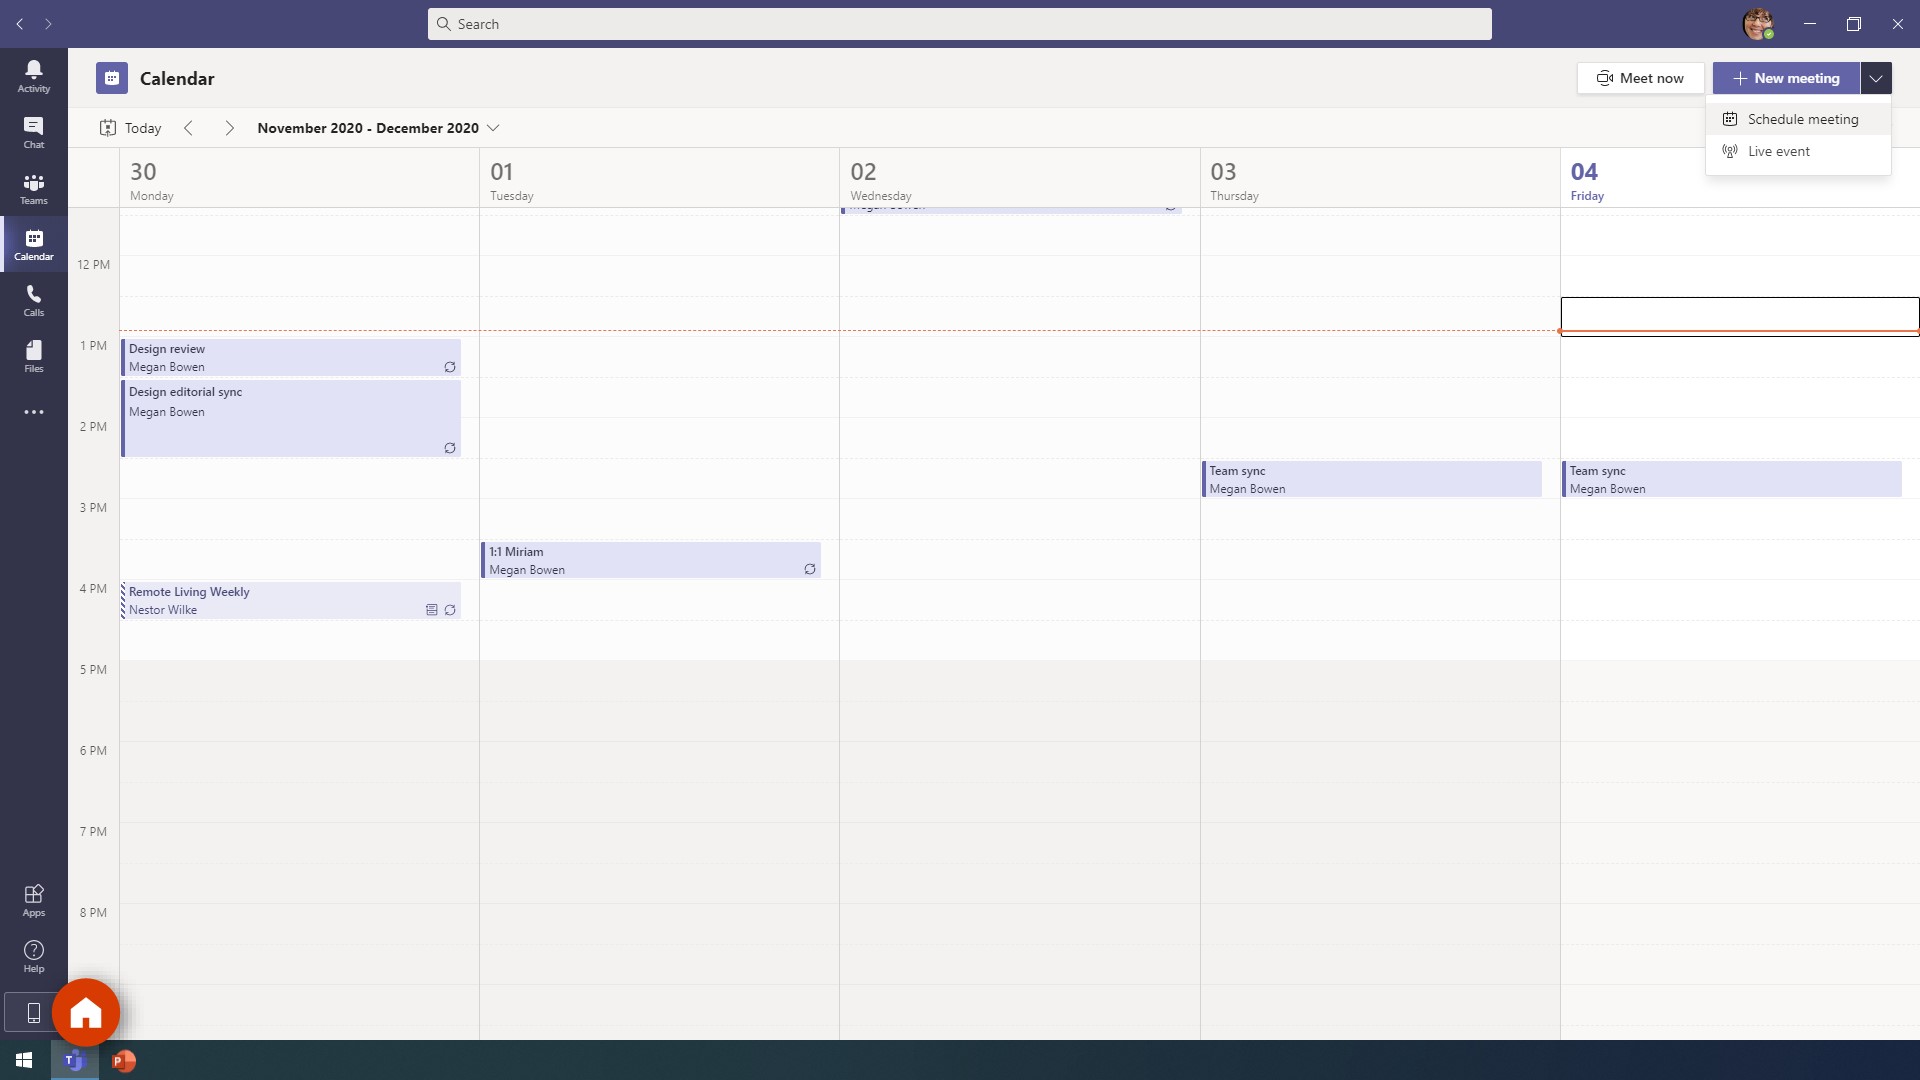 Search
Activity
Chat
Teams
Calendar
Calls
Files
Apps
Help
Calendar
Meet now
New meeting
Schedule meeting
Live event
Today
November 2020 - December 2020
30
Monday
01
Tuesday
02
Wednesday
03
Thursday
04
Friday
Megan Bowen
12 PM
1 PM
Design review
Megan Bowen
Design editorial sync
Megan Bowen
2 PM
Team sync
Megan Bowen
Team sync
Megan Bowen
3 PM
1:1 Miriam
Megan Bowen
4 PM
Remote Living Weekly
Nestor Wilke
5 PM
6 PM
7 PM
8 PM
T
P